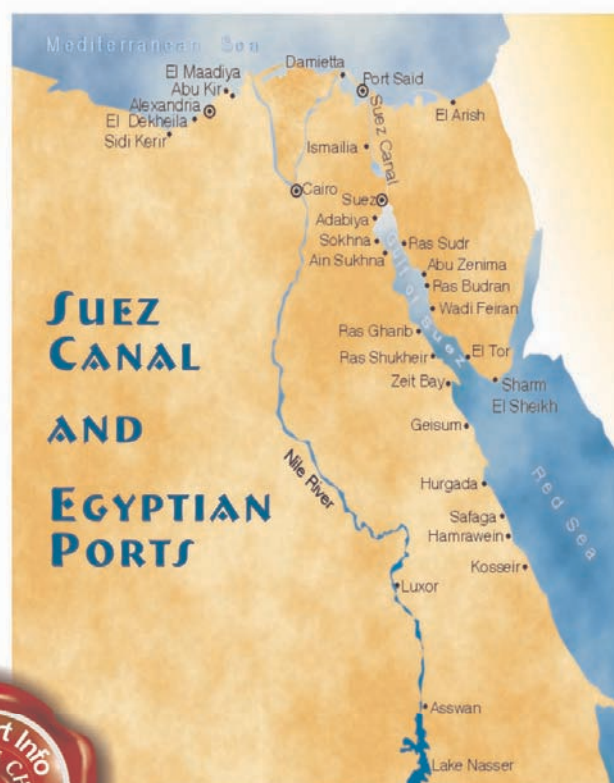 Mediterranean Sea
Damietta
El Maadiya
Port Said
Abu Kir
Alexandria
El Arish
El Dekheila
Sidi Kerir
Suez Canal
Ismailia
Cairo
Suez
Adabiya
Sokhna
Ras Sudr
Ain Sukhna
Gulf of Suez
Abu Zenima
Ras Budran
Wadi Feiran
Ras Gharib
Ras Shukheir
El Tor
Zeit Bay
Sharm
El Sheikh
Geisum
SUEZ
CANAL
AND
EGYPTIAN
PORTS
Nile River
Red Sea
Hurgada
Safaga
Hamrawein
Kosseir
Luxor
Asswan
Lake Nasser
Info